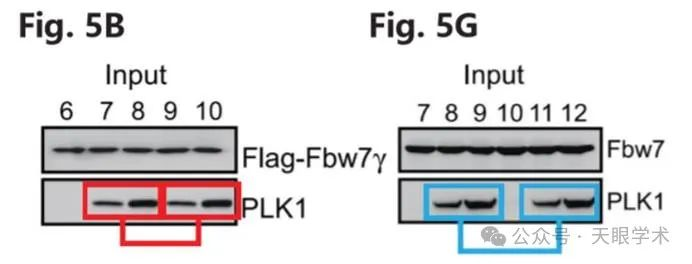 Fig. 5B
Input
6 7 8 9 10
Flag-Fbw7γ
PLK1
Fig. 5G
Input
7 8 9 10 11 12
Fbw7
PLK1
公众号 · 天眼学术